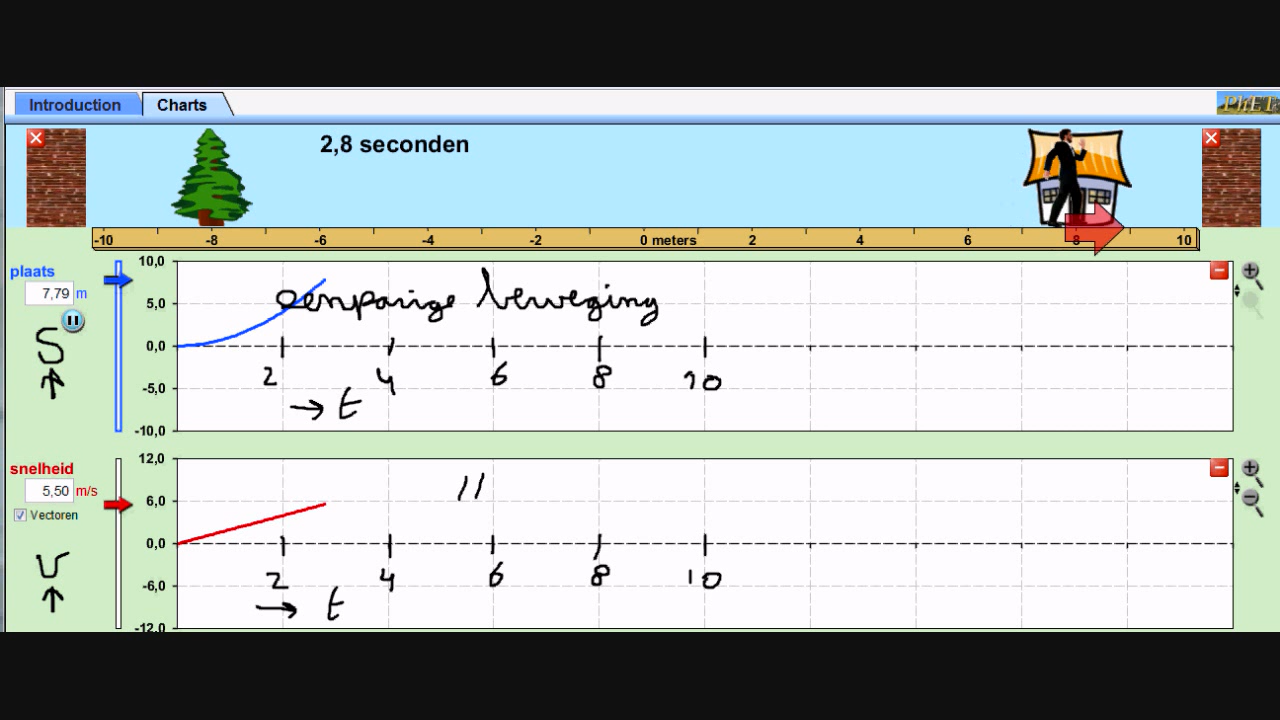 Introduction
Charts
PhET
2,8 seconden
-10 -8 -6 -4 -2 0 meters 2 4 6 8 10
plaats
7,79 m
S
10,0
5,0
0,0
-5,0
-10,0
eenparige beweging
2 4 6 8 10
→ t
snelheid
5,50 m/s
Vectoren
v
12,0
6,0
0,0
-6,0
-12,0
//
2 4 6 8 10
→ t